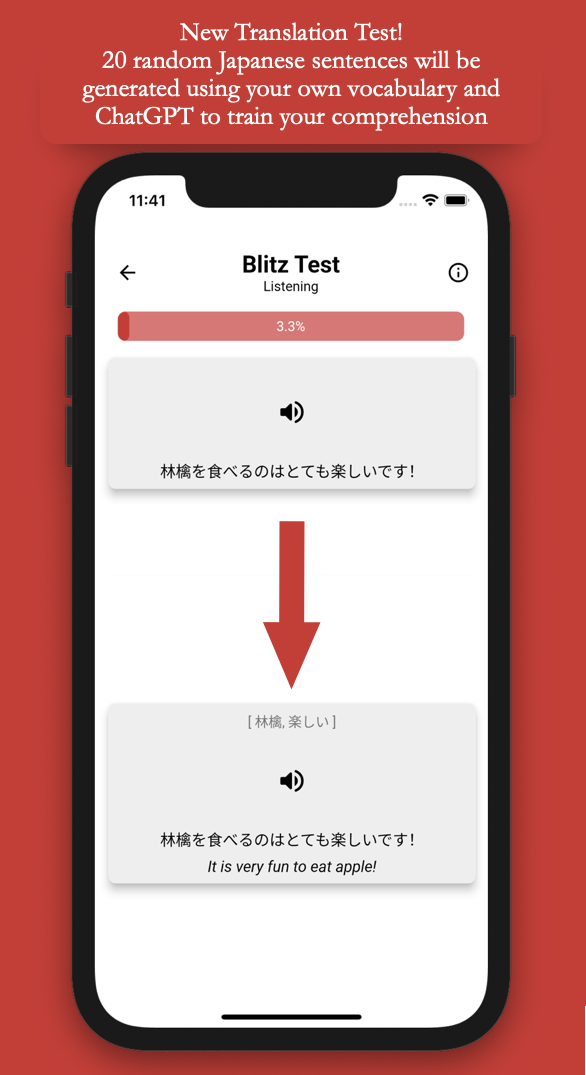 New Translation Test!
20 random Japanese sentences will be
generated using your own vocabulary and
ChatGPT to train your comprehension
11:41
Blitz Test
Listening
3.3%
林檎を食べるのはとても楽しいです!
[ 林檎, 楽しい ]
林檎を食べるのはとても楽しいです!
It is very fun to eat apple!